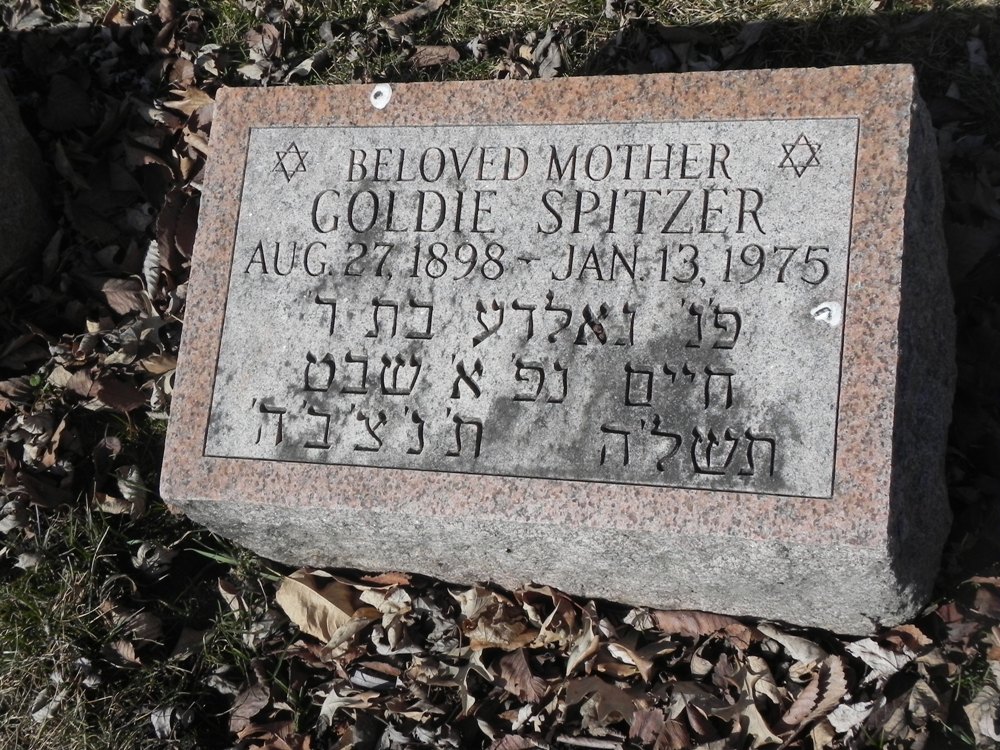 BELOVED MOTHER
GOLDIE SPITZER
AUG. 27, 1898 - JAN 13, 1975
פ'נ' גאלדע בת ר
חיים נפ' א' שבט
תשל'ה ת'נ'צ'ב'ה'